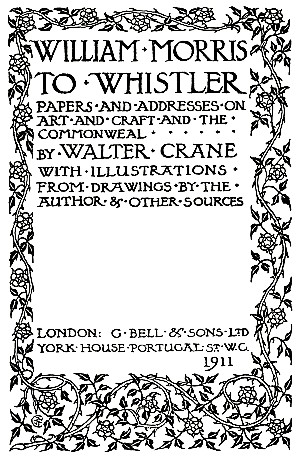 WILLIAM·MORRIS
TO·WHISTLER
PAPERS·AND·ADDRESSES·ON
ART·AND·CRAFT·AND·THE·
COMMONWEAL · · · · · ·
BY·WALTER·CRANE
WITH·ILLUSTRATIONS·
FROM·DRAWINGS·BY·THE·
AUTHOR·&·OTHER·SOURCES
LONDON: G·BELL·&·SONS·LTD
YORK·HOUSE·PORTUGAL·ST·W.C.
1911